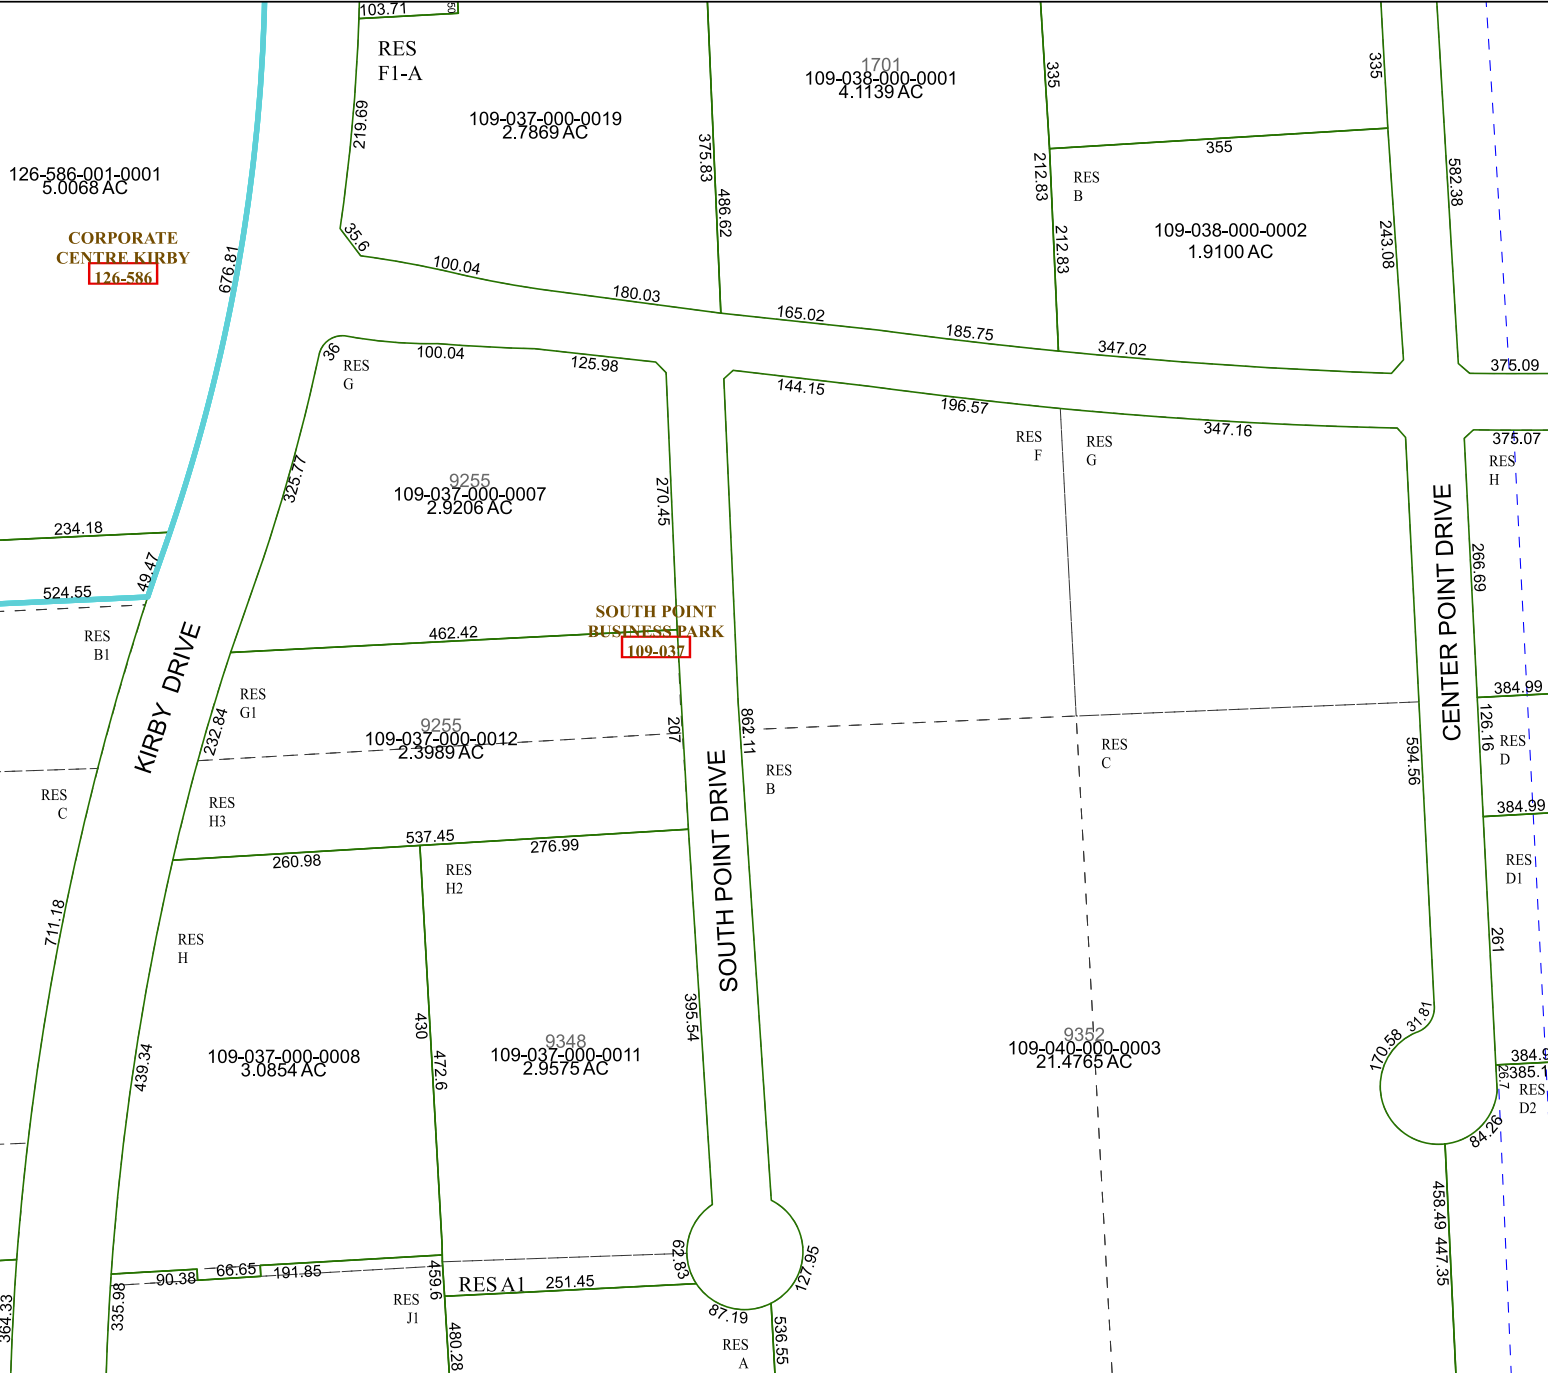 103.71
50
RES
F1-A
219.69
109-037-000-0019
2.7869 AC
375.83
486.62
1701
109-038-000-0001
4.1139 AC
335
335
355
212.83
212.83
RES
B
109-038-000-0002
1.9100 AC
243.08
582.38
126-586-001-0001
5.0068 AC
CORPORATE
CENTRE KIRBY
126-586
676.81
35.6
100.04
180.03
165.02
185.75
347.02
375.09
36
RES
G
100.04
125.98
144.15
196.57
347.16
375.07
RES
F
RES
G
RES
H
325.77
9255
109-037-000-0007
2.9206 AC
270.45
234.18
49.47
524.55
RES
B1
KIRBY DRIVE
SOUTH POINT
BUSINESS PARK
109-037
462.42
RES
G1
232.84
9255
109-037-000-0012
2.3989 AC
207
862.11
CENTER POINT DRIVE
266.69
384.99
126.16
RES
D
594.56
RES
C
RES
B
SOUTH POINT DRIVE
RES
C
RES
H3
537.45
260.98
276.99
384.99
RES
H2
RES
D1
711.18
RES
H
261
395.54
430
472.6
439.34
109-037-000-0008
3.0854 AC
9348
109-037-000-0011
2.9575 AC
9352
109-040-000-0003
21.4765 AC
170.58
31.81
384.9
385.1
26.7
RES
D2
84.26
458.49
447.35
62.83
127.95
87.19
90.38
66.65
191.85
459.6
RES A1
251.45
RES
J1
335.98
364.33
480.28
RES
A
536.55